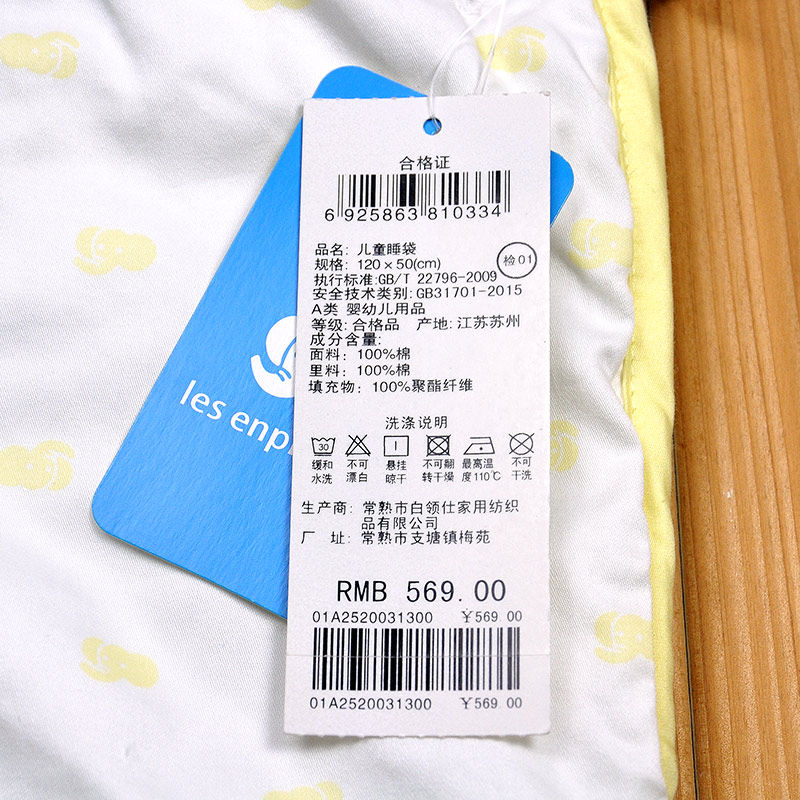 合格证
6 925863 810334
品名: 儿童睡袋
规格: 120×50(cm)
检01
执行标准:GB/T 22796-2009
安全技术类别:GB31701-2015
A类 婴幼儿用品
等级: 合格品 产地: 江苏苏州
成分含量:
面料: 100%棉
里料: 100%棉
填充物: 100%聚酯纤维
les enp
洗涤说明
30
缓和 不可 悬挂 不可翻 最高温 不可
水洗 漂白 晾干 转干燥 度110℃ 干洗
生产商: 常熟市白领仕家用纺织
品有限公司
厂 址: 常熟市支塘镇梅苑
RMB 569.00
01A2520031300 ¥569.00
01A2520031300 ¥569.00